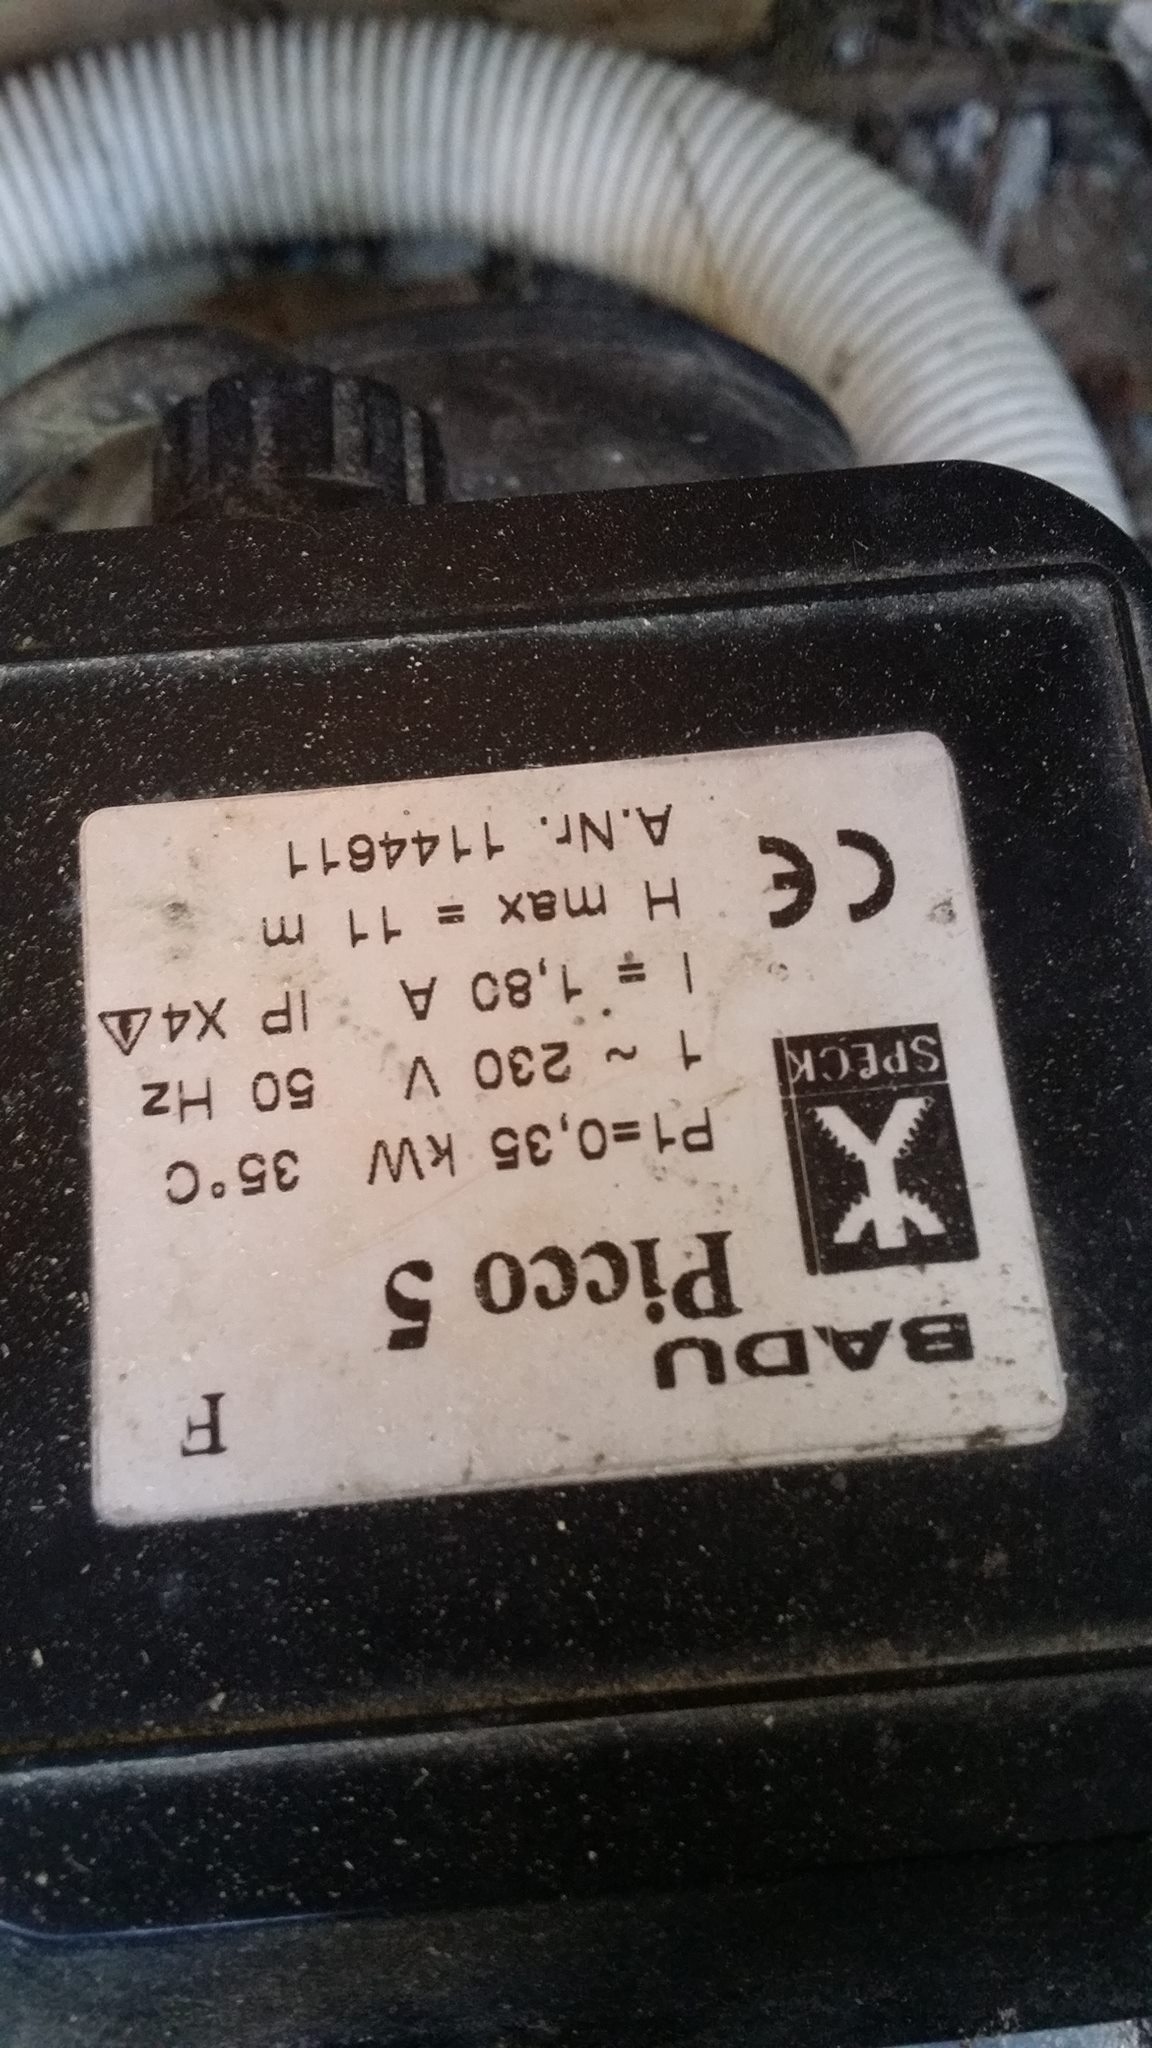 F
BADU
Picco 5
SPECK
P1=0,35 kW 35°C
1 ~ 230 V 50 Hz
I = 1,80 A IP X4
H max = 11 m
CE
A.Nr. 1144611